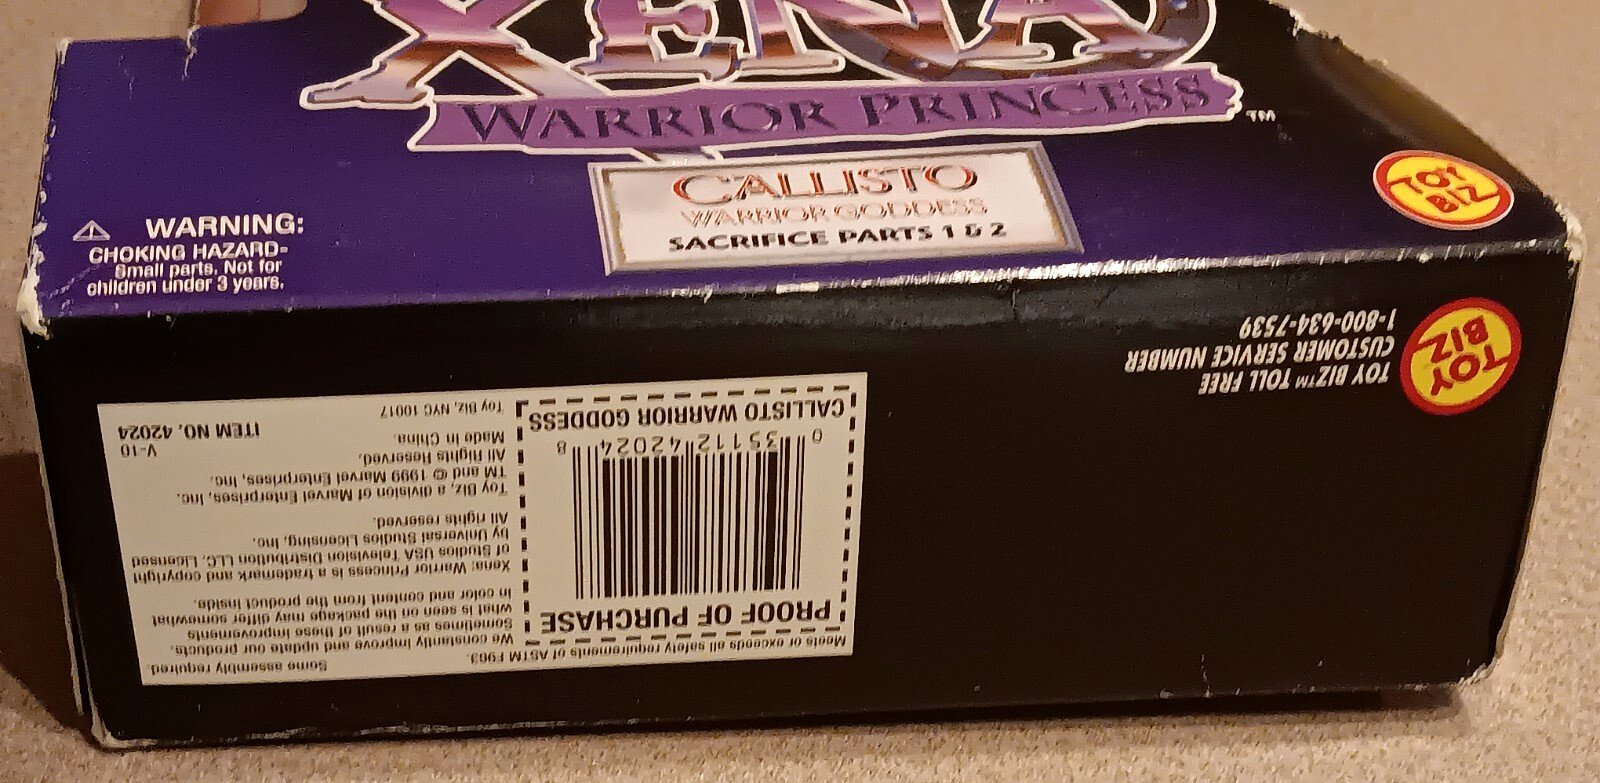 XENA
WARRIOR PRINCESS™
CALLISTO
WARRIOR GODDESS
SACRIFICE PARTS 1 & 2
TOY
BIZ
WARNING:
CHOKING HAZARD-
Small parts. Not for
children under 3 years.
TOY
BIZ
TOY BIZ™ TOLL FREE
CUSTOMER SERVICE NUMBER
1-800-634-7539
Meets or exceeds all safety requirements of ASTM F963.
Some assembly required.
PROOF OF PURCHASE
0 35112 42024 8
CALLISTO WARRIOR GODDESS
We constantly improve and update our products.
Sometimes as a result of these improvements
what is seen on the package may differ somewhat
in color and content from the product inside.
Xena: Warrior Princess is a trademark and copyright
of Studios USA Television Distribution LLC. Licensed
by Universal Studios Licensing, Inc.
All rights reserved.
Toy Biz, a division of Marvel Enterprises, Inc.
TM and © 1999 Marvel Enterprises, Inc.
All Rights Reserved.
Made in China.
V-10
Toy Biz, NYC 10017
ITEM NO. 42024